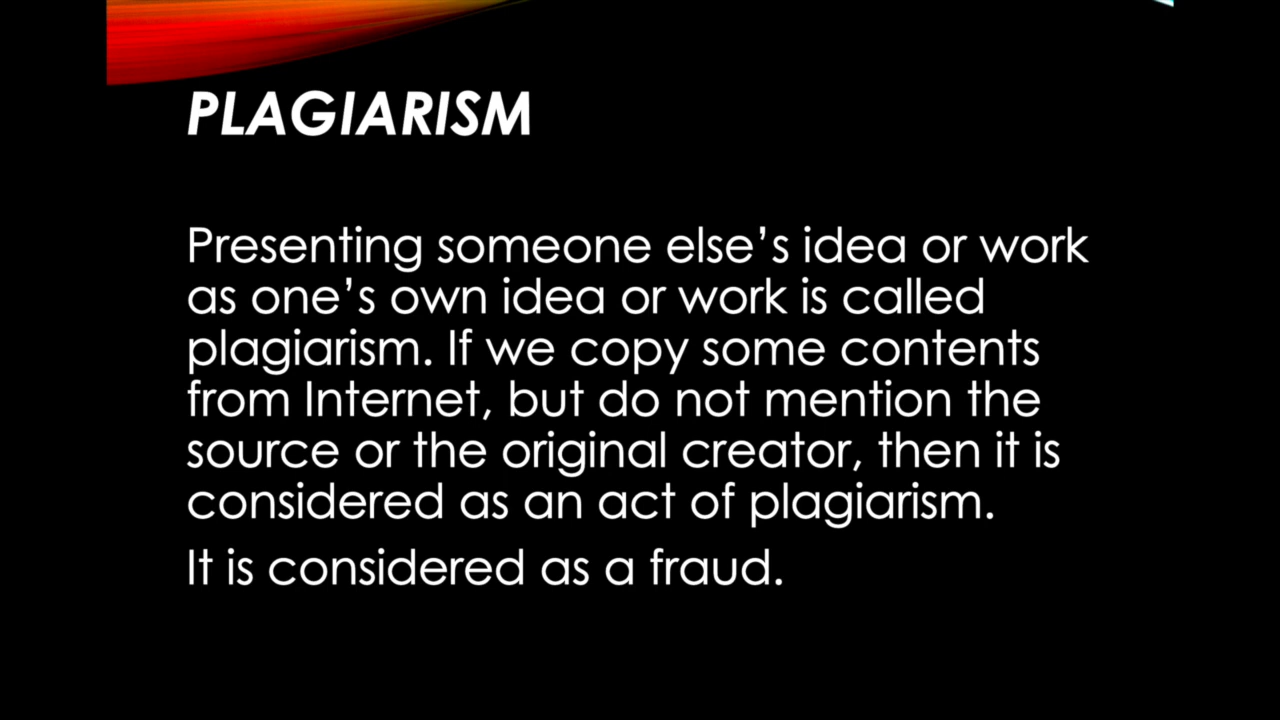 PLAGIARISM
Presenting someone else’s idea or work
as one’s own idea or work is called
plagiarism. If we copy some contents
from Internet, but do not mention the
source or the original creator, then it is
considered as an act of plagiarism.
It is considered as a fraud.